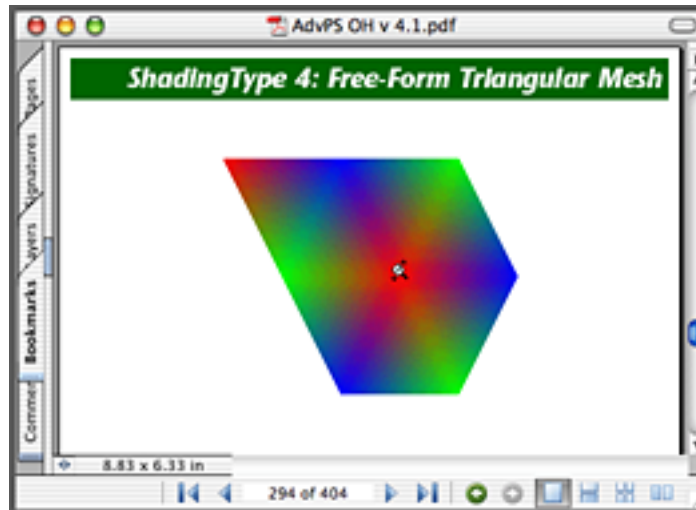 AdvPS OH v 4.1.pdf
ShadingType 4: Free-Form Triangular Mesh
Pages
Signatures
Layers
Bookmarks
Commen
8.83 x 6.33 in
294 of 404